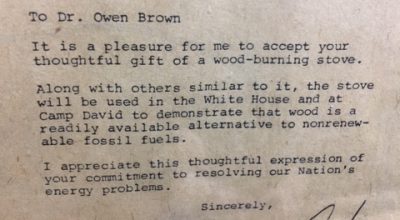 To Dr. Owen Brown
It is a pleasure for me to accept your
thoughtful gift of a wood-burning stove.
Along with others similar to it, the stove
will be used in the White House and at
Camp David to demonstrate that wood is a
readily available alternative to nonrenew-
able fossil fuels.
I appreciate this thoughtful expression of
your commitment to resolving our Nation's
energy problems.
Sincerely,